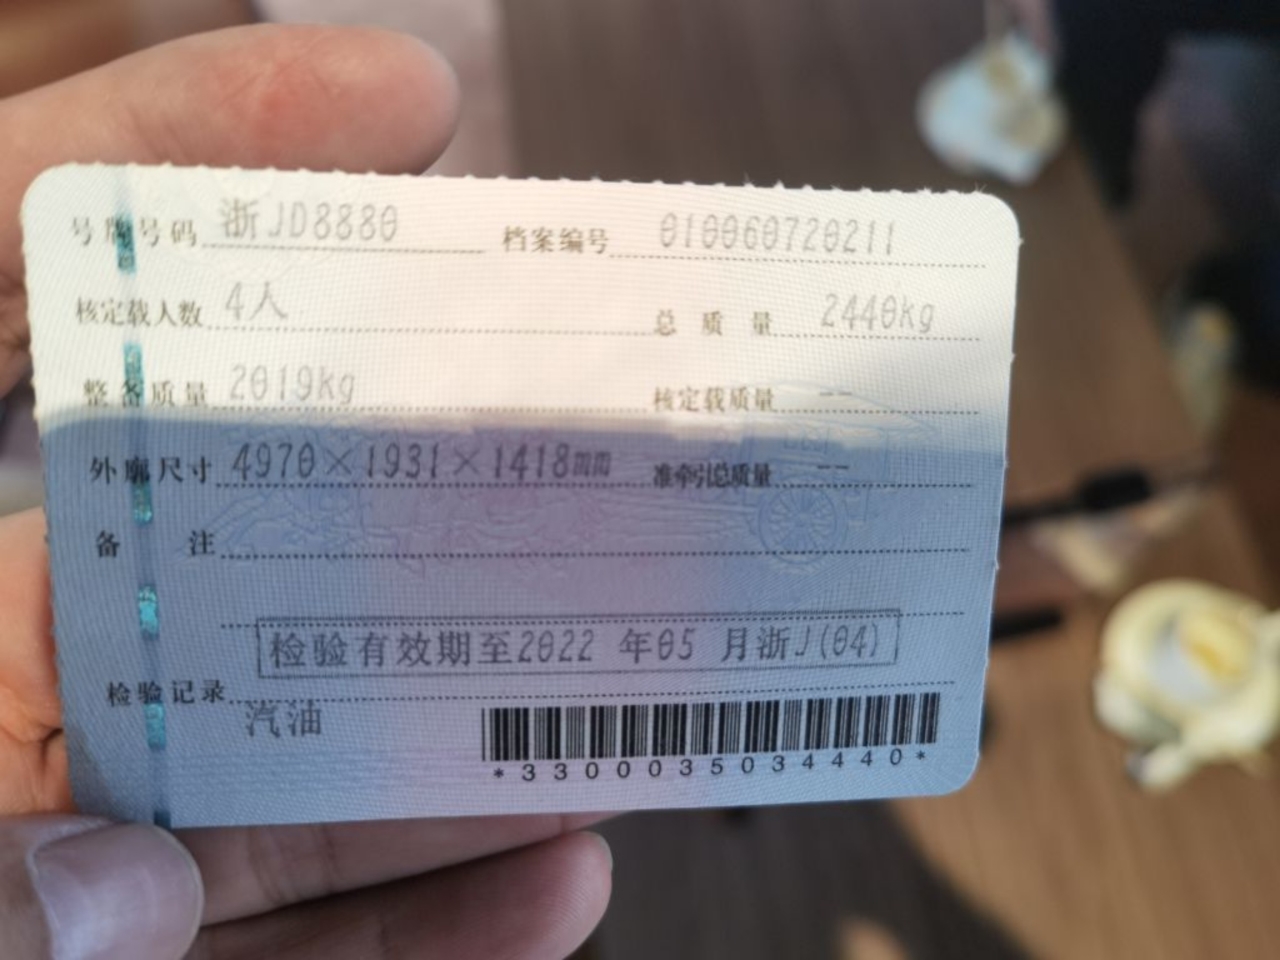 号牌号码 浙JD8880 档案编号 010060720211
核定载人数 4人 总质量 2440kg
整备质量 2019kg 核定载质量 --
外廓尺寸 4970×1931×1418mm 准牵引总质量 --
备注
检验有效期至2022 年05 月浙J(04)
检验记录
汽油
*3300035034440*